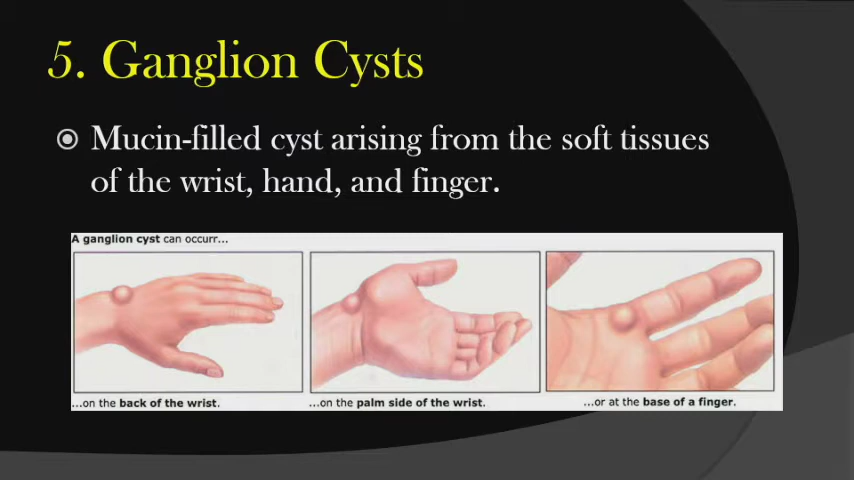 5. Ganglion Cysts
Mucin-filled cyst arising from the soft tissues
of the wrist, hand, and finger.
A ganglion cyst can occurr...
...on the back of the wrist.
...on the palm side of the wrist.
...or at the base of a finger.